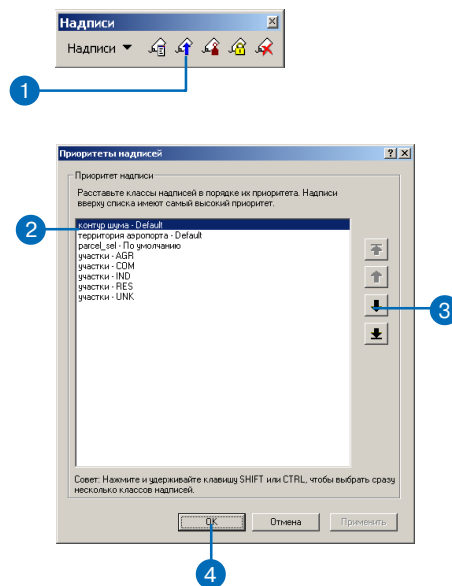 Надписи
Надписи
1
Приоритеты надписей
Приоритет надписи
Расставьте классы надписей в порядке их приоритета. Надписи
вверху списка имеют самый высокий приоритет.
2
контур шума - Default
территория аэропорта - Default
parcel_sel - По умолчанию
участки - AGR
участки - COM
участки - IND
участки - RES
участки - UNK
3
Совет: Нажмите и удерживайте клавишу SHIFT или CTRL, чтобы выбрать сразу
несколько классов надписей.
OK
Отмена
Применить
4